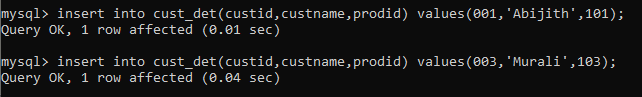 mysql> insert into cust_det(custid,custname,prodid) values(001,'Abijith',101);
Query OK, 1 row affected (0.01 sec)
mysql> insert into cust_det(custid,custname,prodid) values(003,'Murali',103);
Query OK, 1 row affected (0.04 sec)